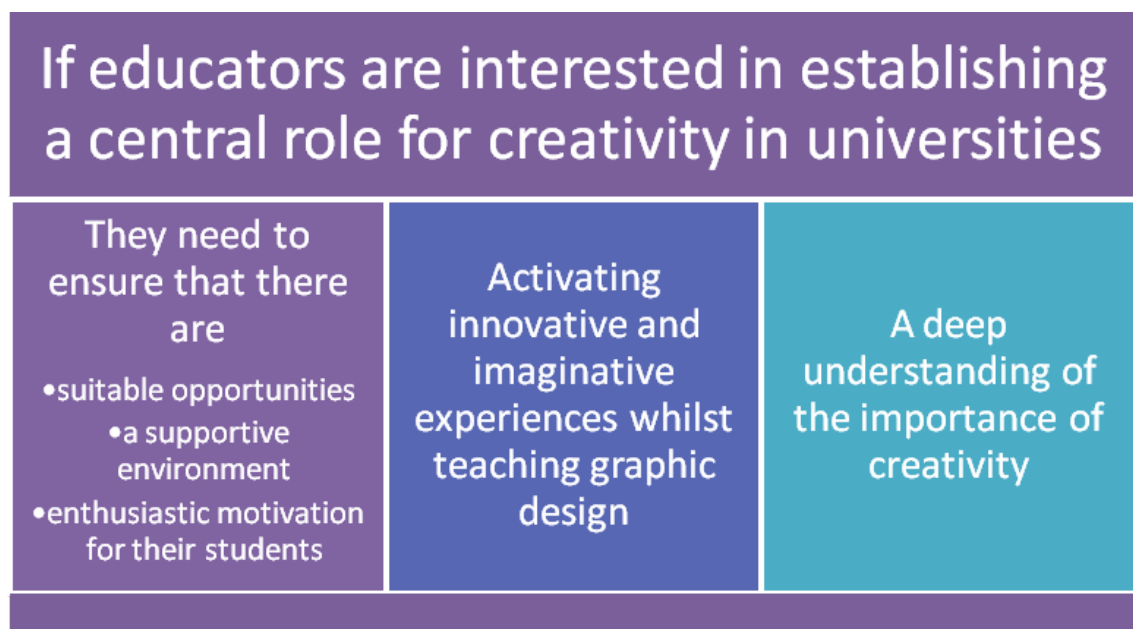 If educators are interested in establishing
a central role for creativity in universities
They need to
ensure that there
are
•suitable opportunities
•a supportive
environment
•enthusiastic motivation
for their students
Activating
innovative and
imaginative
experiences whilst
teaching graphic
design
A deep
understanding of
the importance of
creativity